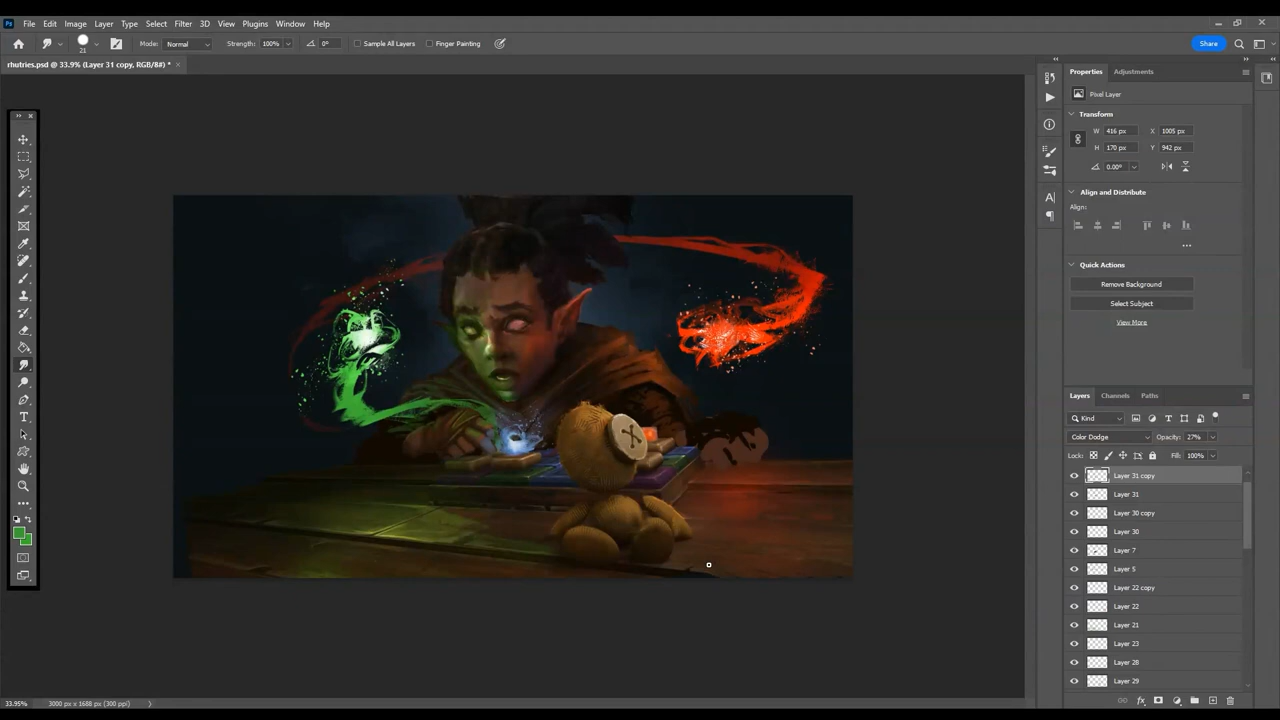 Ps File Edit Image Layer Type Select Filter 3D View Plugins Window Help
21 Mode: Normal Strength: 100% 0° Sample All Layers Finger Painting Share
rhutries.psd @ 33.9% (Layer 31 copy, RGB/8#) * ×
Properties Adjustments
Pixel Layer
Transform
W 416 px X 1005 px
H 170 px Y 942 px
0.00°
Align and Distribute
Align:
Quick Actions
Remove Background
Select Subject
View More
Layers Channels Paths
Kind
Color Dodge Opacity: 27%
Lock: Fill: 100%
Layer 31 copy
Layer 31
Layer 30 copy
Layer 30
Layer 7
Layer 5
Layer 22 copy
Layer 22
Layer 21
Layer 23
Layer 28
Layer 29
33.95% 3000 px x 1688 px (300 ppi)